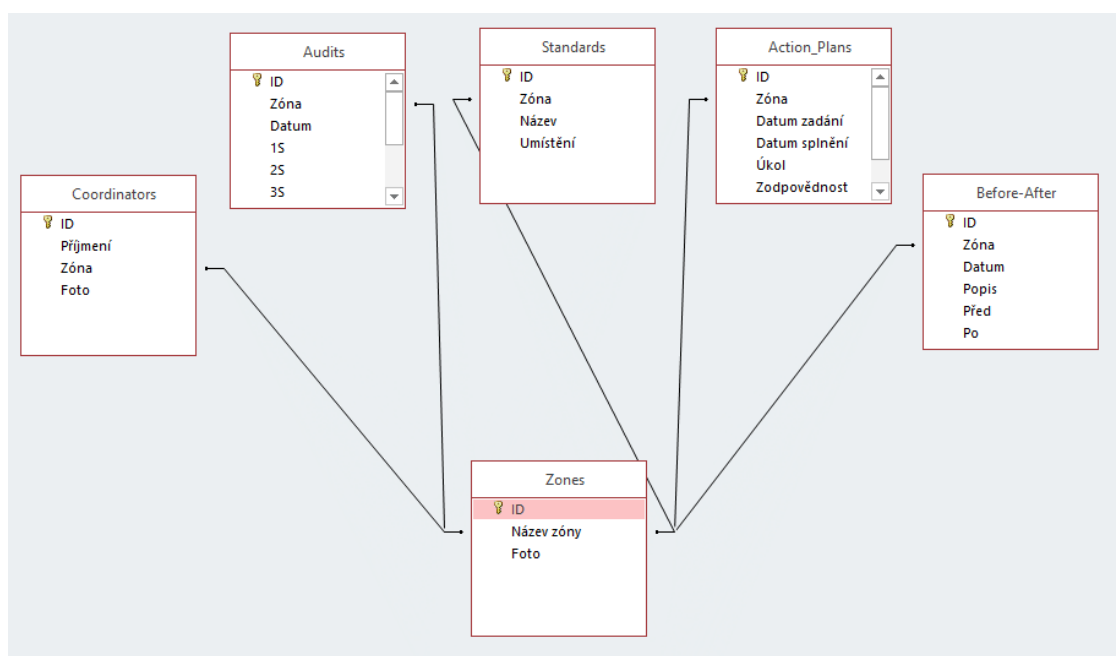 Audits
ID
Zóna
Datum
1S
2S
3S
Standards
ID
Zóna
Název
Umístění
Action_Plans
ID
Zóna
Datum zadání
Datum splnění
Úkol
Zodpovědnost
Coordinators
ID
Příjmení
Zóna
Foto
Before-After
ID
Zóna
Datum
Popis
Před
Po
Zones
ID
Název zóny
Foto